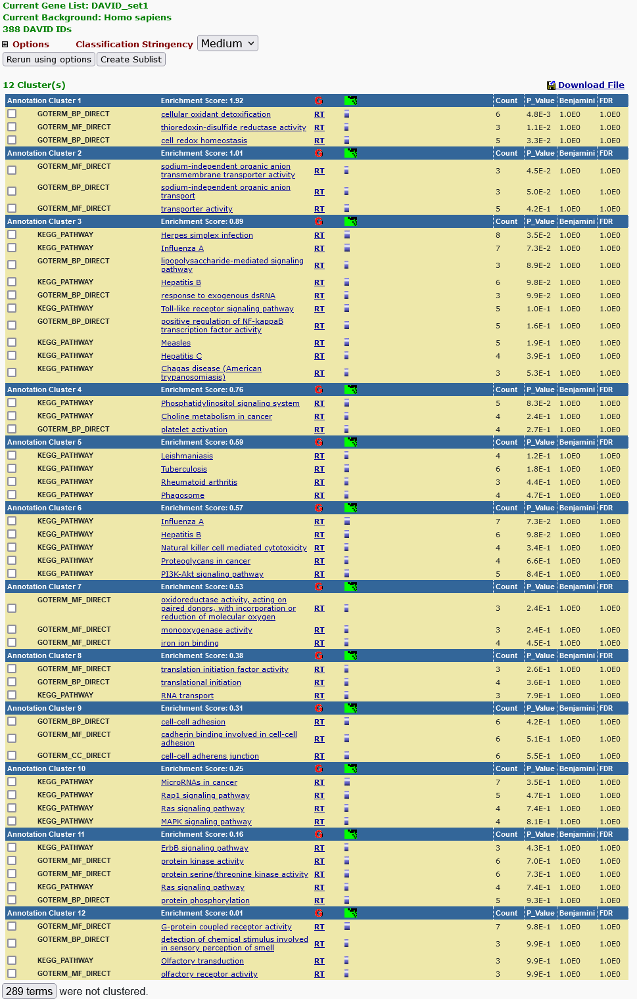 Current Gene List: DAVID_set1
Current Background: Homo sapiens
388 DAVID IDs
Options Classification Stringency Medium
Rerun using options Create Sublist
12 Cluster(s) Download File
Annotation Cluster 1 Enrichment Score: 1.92 G Count P_Value Benjamini FDR
GOTERM_BP_DIRECT cellular oxidant detoxification RT 6 4.8E-3 1.0E0 1.0E0
GOTERM_MF_DIRECT thioredoxin-disulfide reductase activity RT 3 1.1E-2 1.0E0 1.0E0
GOTERM_BP_DIRECT cell redox homeostasis RT 5 3.3E-2 1.0E0 1.0E0
Annotation Cluster 2 Enrichment Score: 1.01 G Count P_Value Benjamini FDR
GOTERM_MF_DIRECT sodium-independent organic anion
transmembrane transporter activity RT 3 4.5E-2 1.0E0 1.0E0
GOTERM_BP_DIRECT sodium-independent organic anion
transport RT 3 5.0E-2 1.0E0 1.0E0
GOTERM_MF_DIRECT transporter activity RT 5 4.2E-1 1.0E0 1.0E0
Annotation Cluster 3 Enrichment Score: 0.89 G Count P_Value Benjamini FDR
KEGG_PATHWAY Herpes simplex infection RT 8 3.5E-2 1.0E0 1.0E0
KEGG_PATHWAY Influenza A RT 7 7.3E-2 1.0E0 1.0E0
GOTERM_BP_DIRECT lipopolysaccharide-mediated signaling
pathway RT 3 8.9E-2 1.0E0 1.0E0
KEGG_PATHWAY Hepatitis B RT 6 9.8E-2 1.0E0 1.0E0
GOTERM_BP_DIRECT response to exogenous dsRNA RT 3 9.9E-2 1.0E0 1.0E0
KEGG_PATHWAY Toll-like receptor signaling pathway RT 5 1.0E-1 1.0E0 1.0E0
GOTERM_BP_DIRECT positive regulation of NF-kappaB
transcription factor activity RT 5 1.6E-1 1.0E0 1.0E0
KEGG_PATHWAY Measles RT 5 1.9E-1 1.0E0 1.0E0
KEGG_PATHWAY Hepatitis C RT 4 3.9E-1 1.0E0 1.0E0
KEGG_PATHWAY Chagas disease (American
trypanosomiasis) RT 3 5.3E-1 1.0E0 1.0E0
Annotation Cluster 4 Enrichment Score: 0.76 G Count P_Value Benjamini FDR
KEGG_PATHWAY Phosphatidylinositol signaling system RT 5 8.3E-2 1.0E0 1.0E0
KEGG_PATHWAY Choline metabolism in cancer RT 4 2.4E-1 1.0E0 1.0E0
GOTERM_BP_DIRECT platelet activation RT 4 2.7E-1 1.0E0 1.0E0
Annotation Cluster 5 Enrichment Score: 0.59 G Count P_Value Benjamini FDR
KEGG_PATHWAY Leishmaniasis RT 4 1.2E-1 1.0E0 1.0E0
KEGG_PATHWAY Tuberculosis RT 6 1.8E-1 1.0E0 1.0E0
KEGG_PATHWAY Rheumatoid arthritis RT 3 4.4E-1 1.0E0 1.0E0
KEGG_PATHWAY Phagosome RT 4 4.7E-1 1.0E0 1.0E0
Annotation Cluster 6 Enrichment Score: 0.57 G Count P_Value Benjamini FDR
KEGG_PATHWAY Influenza A RT 7 7.3E-2 1.0E0 1.0E0
KEGG_PATHWAY Hepatitis B RT 6 9.8E-2 1.0E0 1.0E0
KEGG_PATHWAY Natural killer cell mediated cytotoxicity RT 4 3.4E-1 1.0E0 1.0E0
KEGG_PATHWAY Proteoglycans in cancer RT 4 6.6E-1 1.0E0 1.0E0
KEGG_PATHWAY PI3K-Akt signaling pathway RT 5 8.4E-1 1.0E0 1.0E0
Annotation Cluster 7 Enrichment Score: 0.53 G Count P_Value Benjamini FDR
GOTERM_MF_DIRECT oxidoreductase activity, acting on
paired donors, with incorporation or
reduction of molecular oxygen RT 3 2.4E-1 1.0E0 1.0E0
GOTERM_MF_DIRECT monooxygenase activity RT 3 2.4E-1 1.0E0 1.0E0
GOTERM_MF_DIRECT iron ion binding RT 4 4.5E-1 1.0E0 1.0E0
Annotation Cluster 8 Enrichment Score: 0.38 G Count P_Value Benjamini FDR
GOTERM_MF_DIRECT translation initiation factor activity RT 3 2.6E-1 1.0E0 1.0E0
GOTERM_BP_DIRECT translational initiation RT 4 3.6E-1 1.0E0 1.0E0
KEGG_PATHWAY RNA transport RT 3 7.9E-1 1.0E0 1.0E0
Annotation Cluster 9 Enrichment Score: 0.31 G Count P_Value Benjamini FDR
GOTERM_BP_DIRECT cell-cell adhesion RT 6 4.2E-1 1.0E0 1.0E0
GOTERM_MF_DIRECT cadherin binding involved in cell-cell
adhesion RT 6 5.1E-1 1.0E0 1.0E0
GOTERM_CC_DIRECT cell-cell adherens junction RT 6 5.5E-1 1.0E0 1.0E0
Annotation Cluster 10 Enrichment Score: 0.25 G Count P_Value Benjamini FDR
KEGG_PATHWAY MicroRNAs in cancer RT 7 3.5E-1 1.0E0 1.0E0
KEGG_PATHWAY Rap1 signaling pathway RT 5 4.7E-1 1.0E0 1.0E0
KEGG_PATHWAY Ras signaling pathway RT 4 7.4E-1 1.0E0 1.0E0
KEGG_PATHWAY MAPK signaling pathway RT 4 8.1E-1 1.0E0 1.0E0
Annotation Cluster 11 Enrichment Score: 0.16 G Count P_Value Benjamini FDR
KEGG_PATHWAY ErbB signaling pathway RT 3 4.3E-1 1.0E0 1.0E0
GOTERM_MF_DIRECT protein kinase activity RT 6 7.0E-1 1.0E0 1.0E0
GOTERM_MF_DIRECT protein serine/threonine kinase activity RT 6 7.3E-1 1.0E0 1.0E0
KEGG_PATHWAY Ras signaling pathway RT 4 7.4E-1 1.0E0 1.0E0
GOTERM_BP_DIRECT protein phosphorylation RT 5 9.3E-1 1.0E0 1.0E0
Annotation Cluster 12 Enrichment Score: 0.01 G Count P_Value Benjamini FDR
GOTERM_MF_DIRECT G-protein coupled receptor activity RT 7 9.8E-1 1.0E0 1.0E0
GOTERM_BP_DIRECT detection of chemical stimulus involved
in sensory perception of smell RT 3 9.9E-1 1.0E0 1.0E0
KEGG_PATHWAY Olfactory transduction RT 3 9.9E-1 1.0E0 1.0E0
GOTERM_MF_DIRECT olfactory receptor activity RT 3 9.9E-1 1.0E0 1.0E0
289 terms were not clustered.